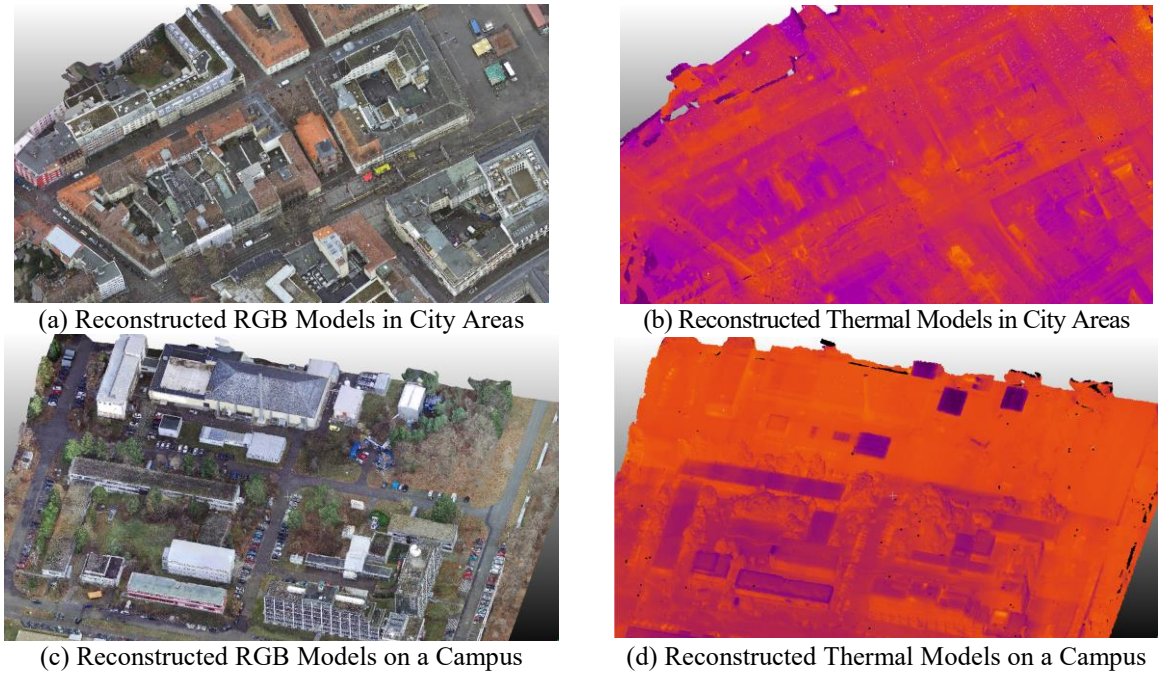 (a) Reconstructed RGB Models in City Areas
(b) Reconstructed Thermal Models in City Areas
(c) Reconstructed RGB Models on a Campus
(d) Reconstructed Thermal Models on a Campus